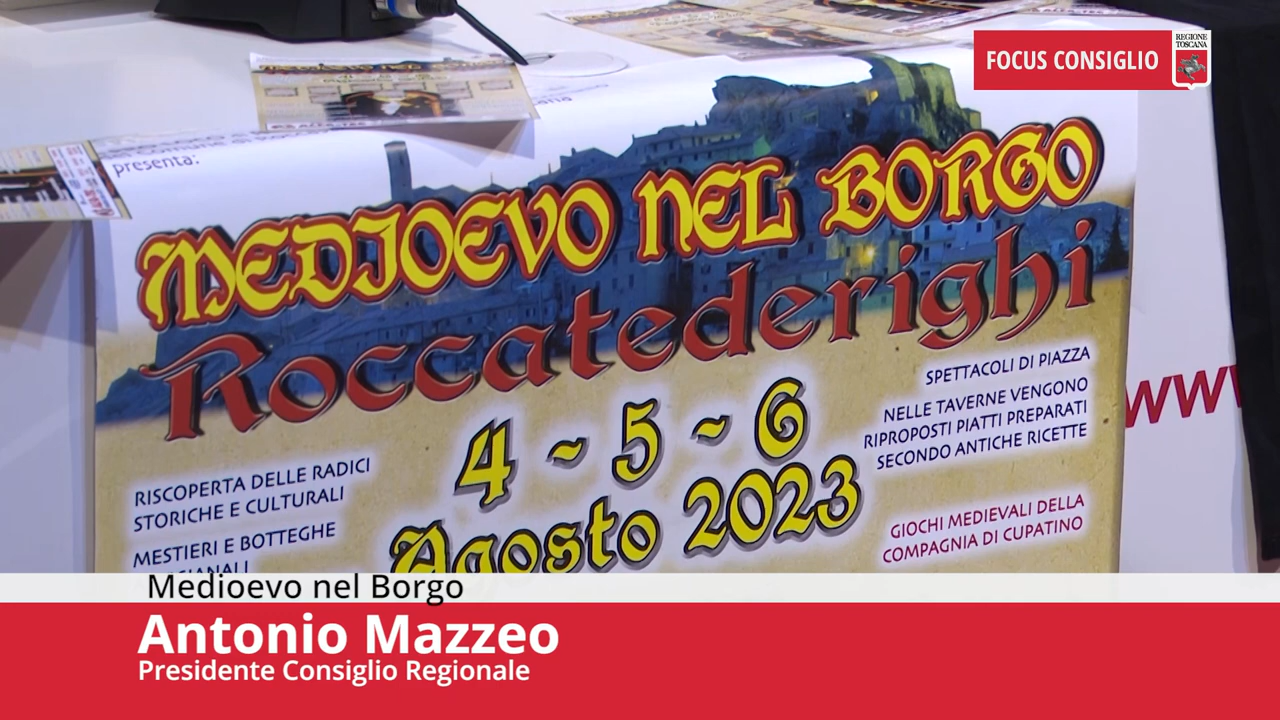 FOCUS CONSIGLIO
REGIONE
TOSCANA
presenta:
MEDIOEVO NEL BORGO
Roccatederighi
4 - 5 - 6
Agosto 2023
SPETTACOLI DI PIAZZA
NELLE TAVERNE VENGONO
RIPROPOSTI PIATTI PREPARATI
SECONDO ANTICHE RICETTE
GIOCHI MEDIEVALI DELLA
COMPAGNIA DI CUPATINO
RISCOPERTA DELLE RADICI
STORICHE E CULTURALI
MESTIERI E BOTTEGHE
www
Medioevo nel Borgo
Antonio Mazzeo
Presidente Consiglio Regionale